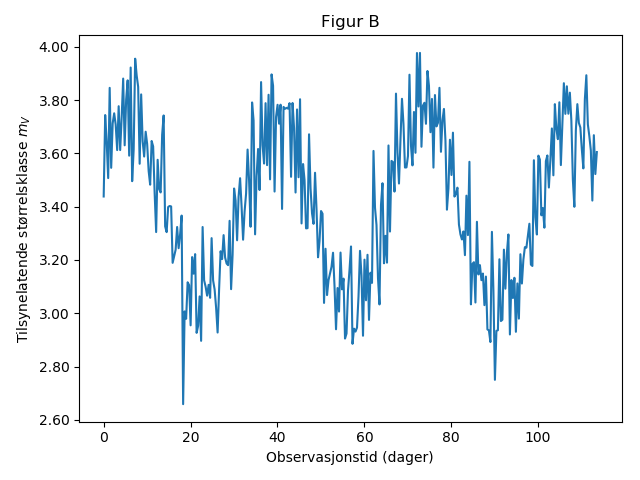 Figur B
Tilsynelatende størrelsesklasse m_V
4.00
3.80
3.60
3.40
3.20
3.00
2.80
2.60
0 20 40 60 80 100
Observasjonstid (dager)